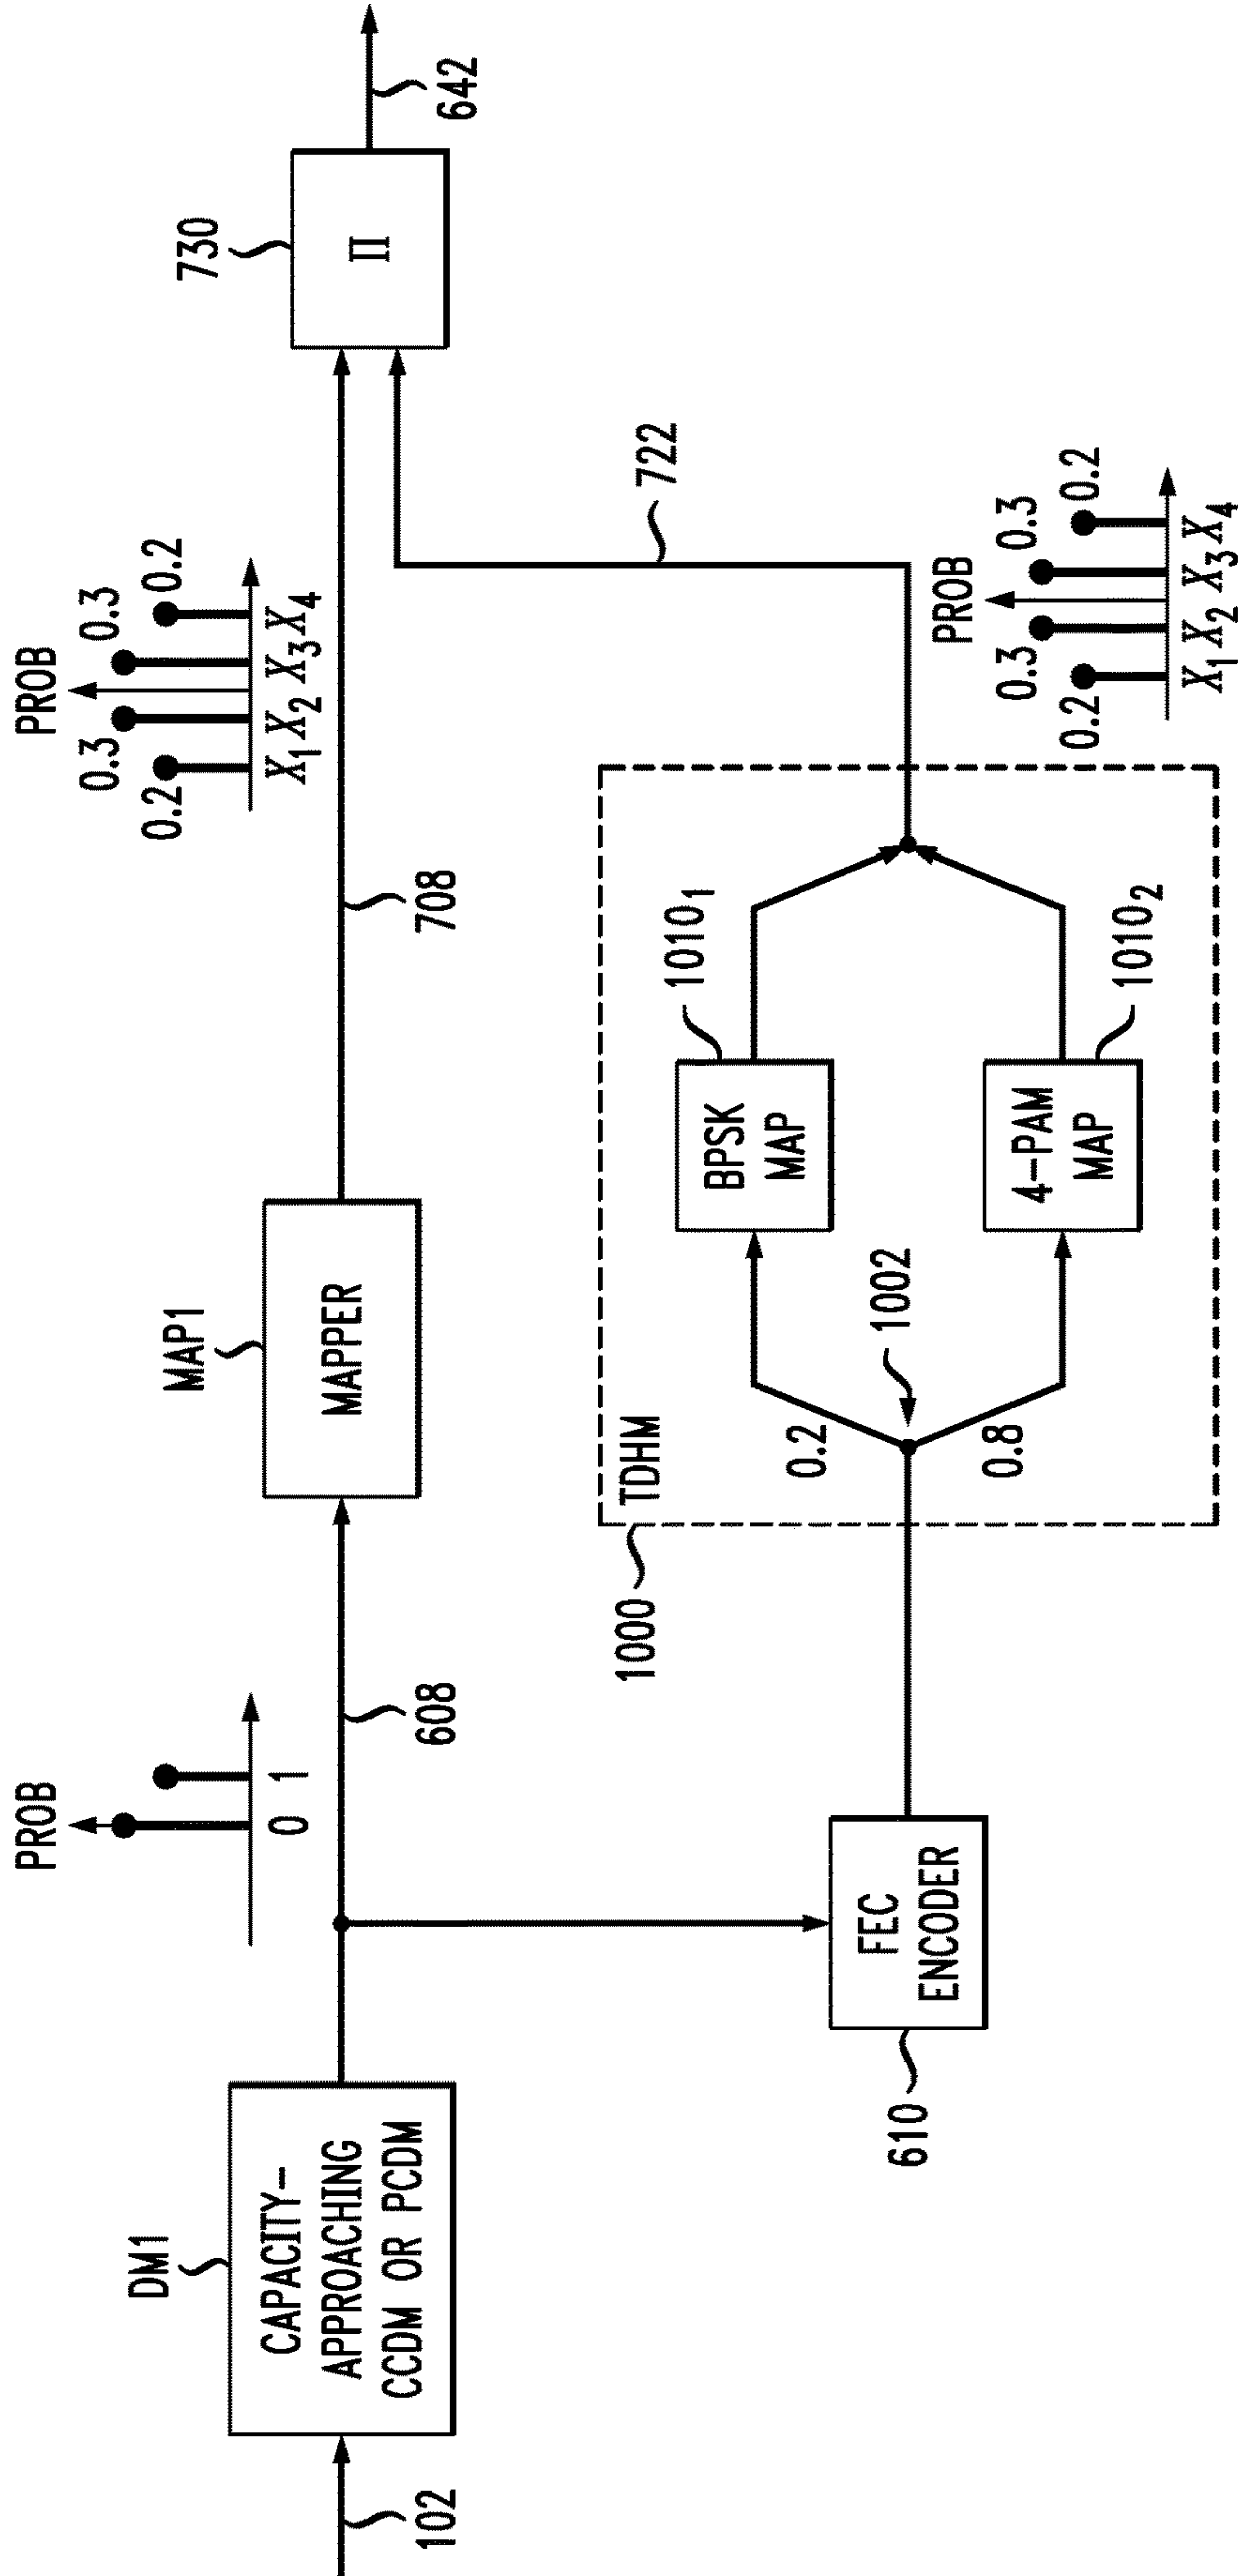 102
DM1
CAPACITY-
APPROACHING
CCDM OR PCDM
PROB
0 1
608
MAP1
MAPPER
708
PROB
0.2 0.3 0.3 0.2
X1 X2 X3 X4
730
Π
642
610
FEC
ENCODER
1000
TDHM
0.2
0.8
1002
BPSK
MAP
1010₁
4-PAM
MAP
1010₂
722
PROB
0.2 0.3 0.3 0.2
X1 X2 X3 X4